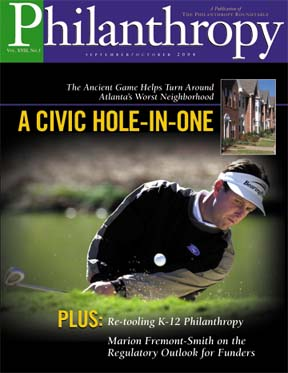 A Publication of
THE PHILANTHROPY ROUNDTABLE
Philanthropy
VOL. XVIII, NO. 5
SEPTEMBER/OCTOBER 2004
The Ancient Game Helps Turn Around
Atlanta's Worst Neighborhood
A CIVIC HOLE-IN-ONE
PLUS: Re-tooling K-12 Philanthropy
Marion Fremont-Smith on the
Regulatory Outlook for Funders